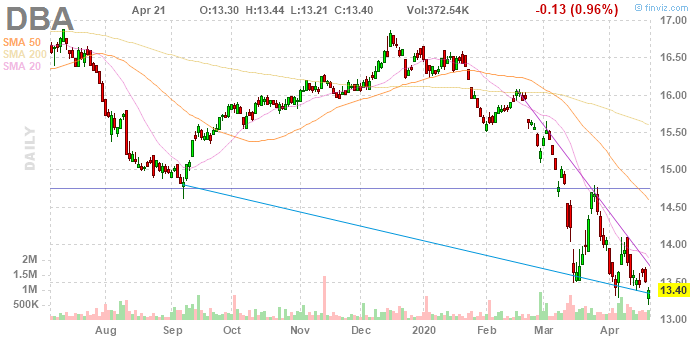 DBA Apr 21 O:13.30 H:13.44 L:13.21 C:13.40 Vol:372.54K -0.13 (0.96%) © finviz.com
SMA 50
SMA 200
SMA 20
DAILY
17.00
16.50
16.00
15.50
15.00
14.50
14.00
13.50
13.40
13.00
2M
1.5M
1M
500K
Aug Sep Oct Nov Dec 2020 Feb Mar Apr